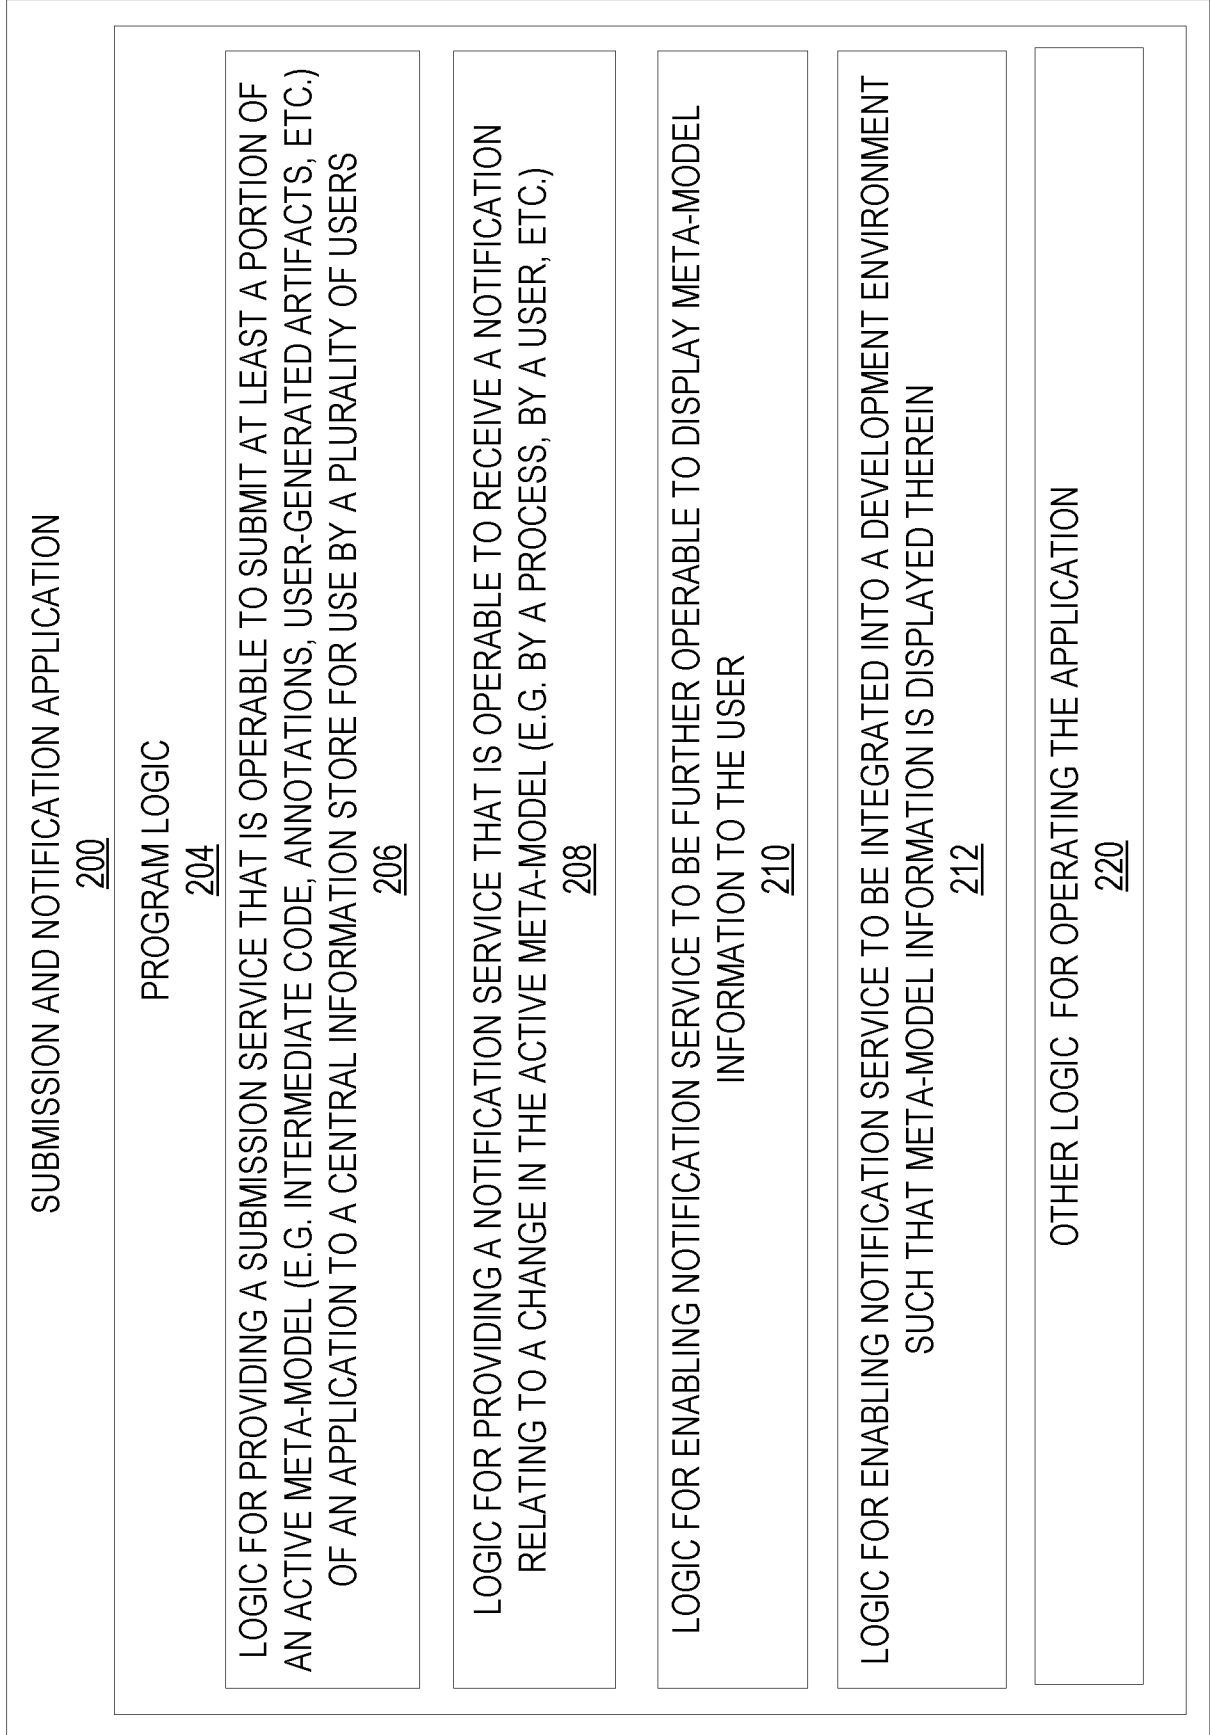 SUBMISSION AND NOTIFICATION APPLICATION
200
PROGRAM LOGIC
204
LOGIC FOR PROVIDING A SUBMISSION SERVICE THAT IS OPERABLE TO SUBMIT AT LEAST A PORTION OF
AN ACTIVE META-MODEL (E.G. INTERMEDIATE CODE, ANNOTATIONS, USER-GENERATED ARTIFACTS, ETC.)
OF AN APPLICATION TO A CENTRAL INFORMATION STORE FOR USE BY A PLURALITY OF USERS
206
LOGIC FOR PROVIDING A NOTIFICATION SERVICE THAT IS OPERABLE TO RECEIVE A NOTIFICATION
RELATING TO A CHANGE IN THE ACTIVE META-MODEL (E.G. BY A PROCESS, BY A USER, ETC.)
208
LOGIC FOR ENABLING NOTIFICATION SERVICE TO BE FURTHER OPERABLE TO DISPLAY META-MODEL
INFORMATION TO THE USER
210
LOGIC FOR ENABLING NOTIFICATION SERVICE TO BE INTEGRATED INTO A DEVELOPMENT ENVIRONMENT
SUCH THAT META-MODEL INFORMATION IS DISPLAYED THEREIN
212
OTHER LOGIC FOR OPERATING THE APPLICATION
220